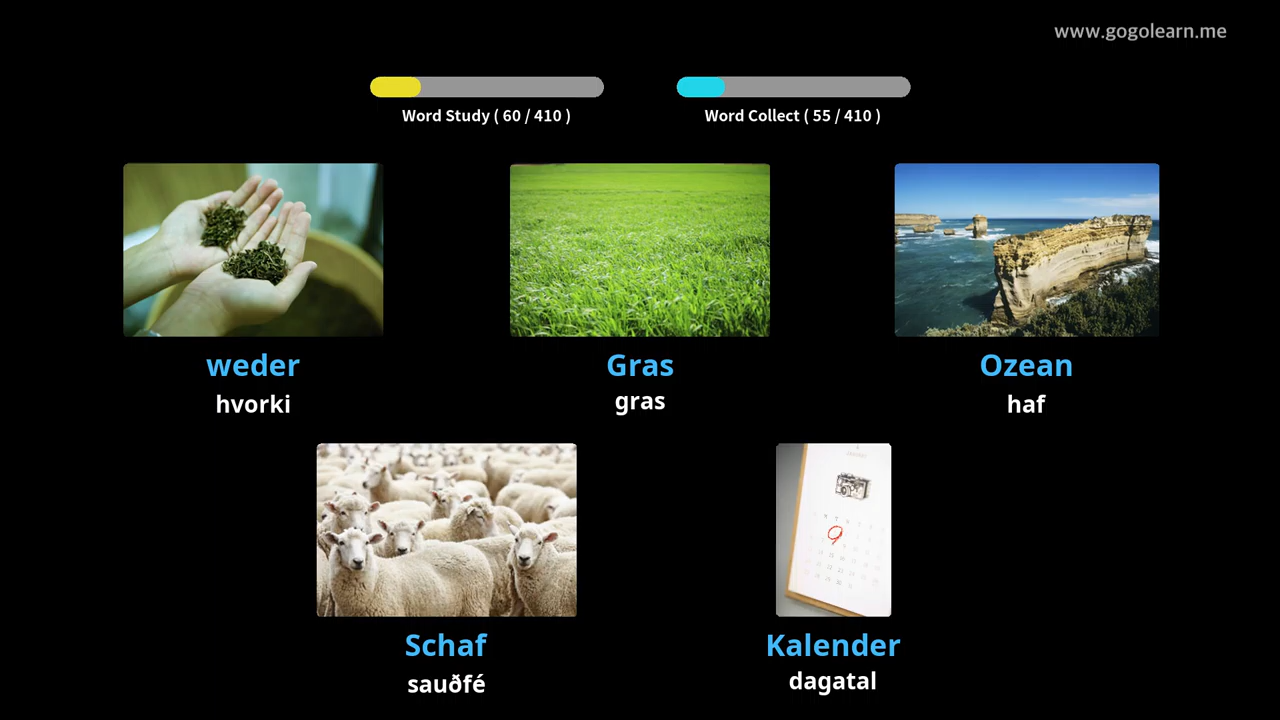 www.gogolearn.me
Word Study ( 60 / 410 )
Word Collect ( 55 / 410 )
weder
hvorki
Gras
gras
Ozean
haf
Schaf
sauðfé
Kalender
dagatal
9